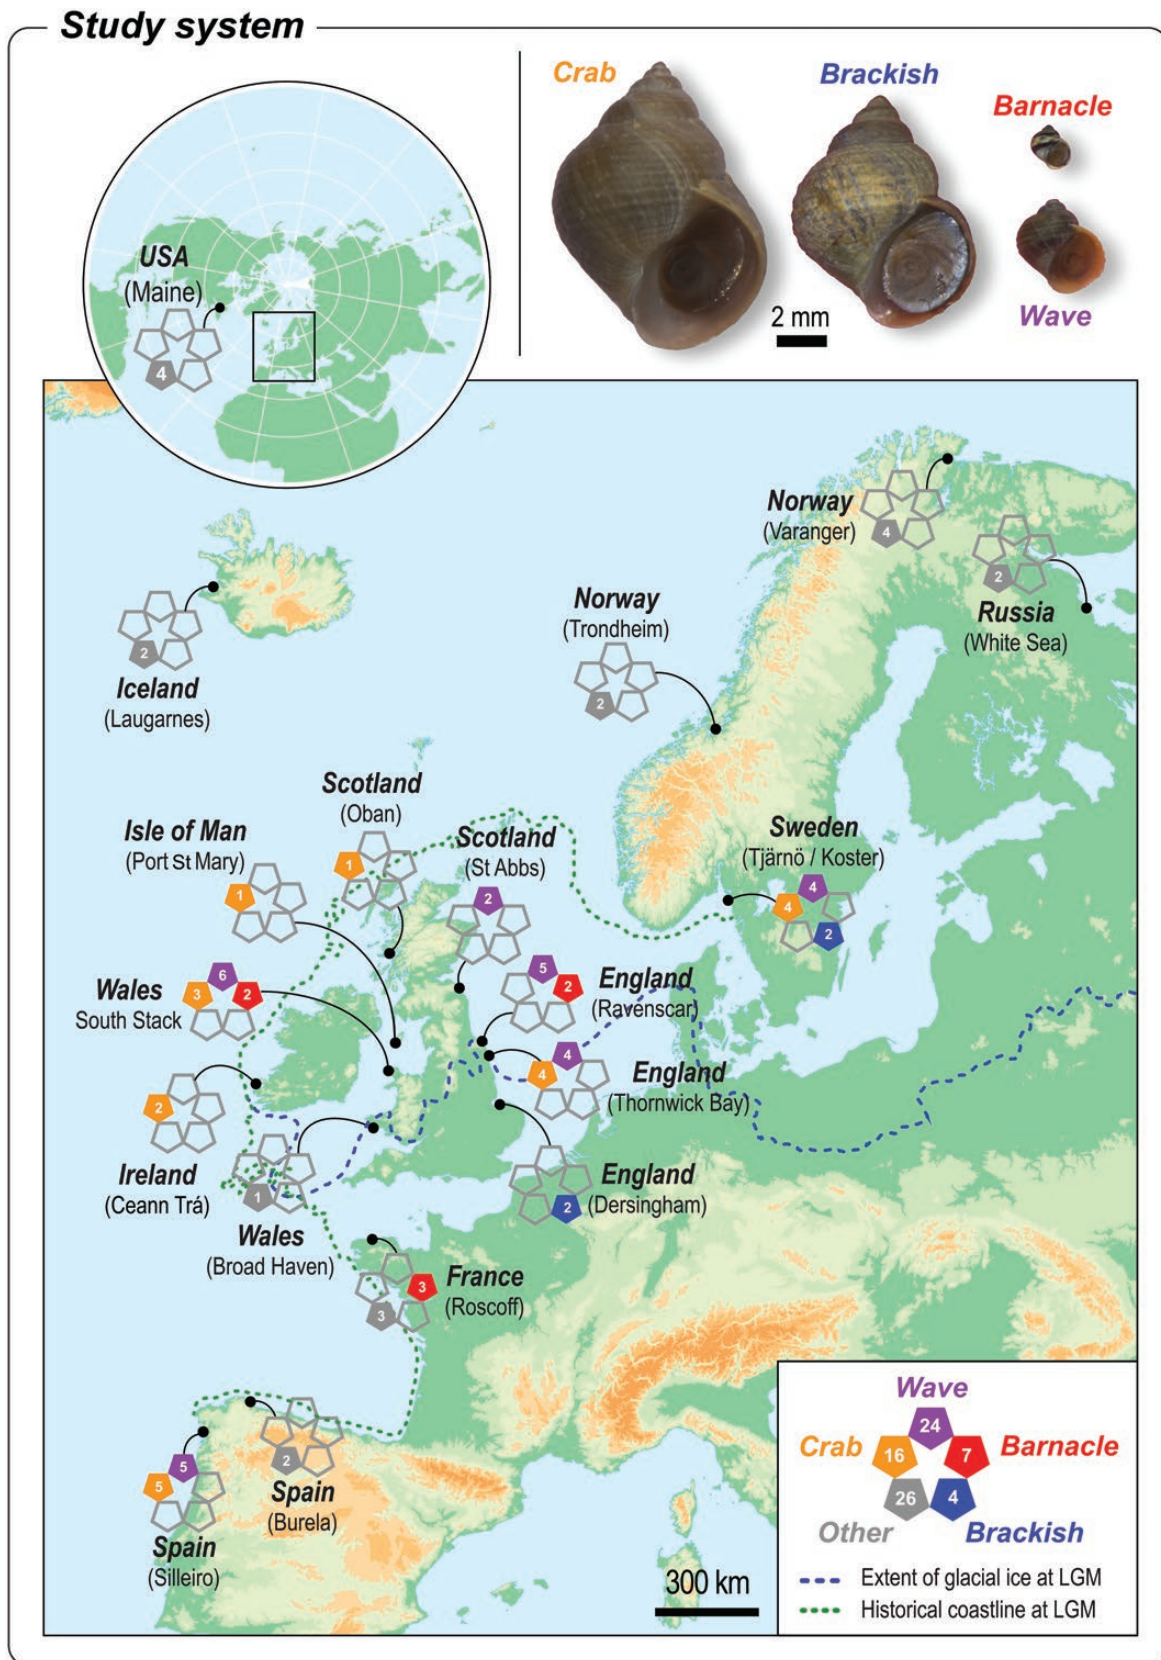 Study system
Crab
Brackish
Barnacle
Wave
2 mm
USA
(Maine)
4
Norway
(Varanger)
4
2
Russia
(White Sea)
Norway
(Trondheim)
2
2
Iceland
(Laugarnes)
Scotland
(Oban)
1
Isle of Man
(Port St Mary)
1
Scotland
(St Abbs)
2
Sweden
(Tjärnö / Koster)
4
4
2
Wales
South Stack
3
6
2
5
2
England
(Ravenscar)
4
4
England
(Thornwick Bay)
2
Ireland
(Ceann Trá)
1
Wales
(Broad Haven)
2
England
(Dersingham)
3
3
France
(Roscoff)
2
Spain
(Burela)
5
5
Spain
(Silleiro)
300 km
Wave
24
Crab
16
7
Barnacle
26
4
Other
Brackish
Extent of glacial ice at LGM
Historical coastline at LGM